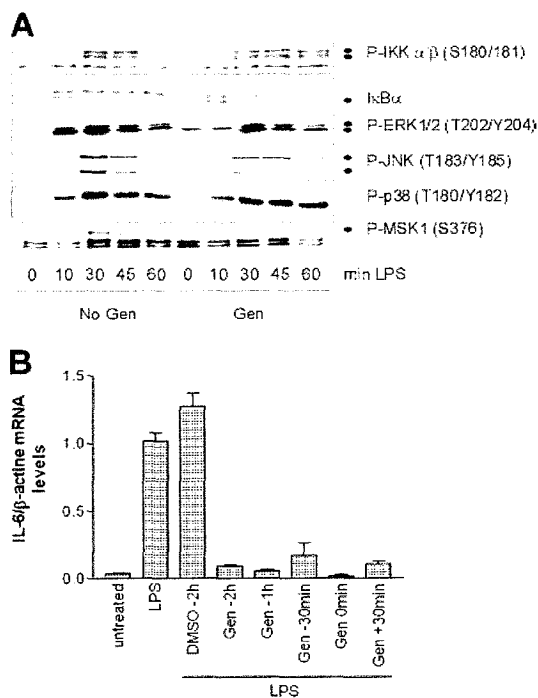 A
P-IKK α/β (S180/181)
IκBα
P-ERK1/2 (T202/Y204)
P-JNK (T183/Y185)
P-p38 (T180/Y182)
P-MSK1 (S376)
0 10 30 45 60 0 10 30 45 60 min LPS
No Gen Gen
B
IL-6/β-actine mRNA
levels
1.5
1.0
0.5
0.0
untreated
LPS
DMSO -2h
Gen -2h
Gen -1h
Gen -30min
Gen 0min
Gen +30min
LPS